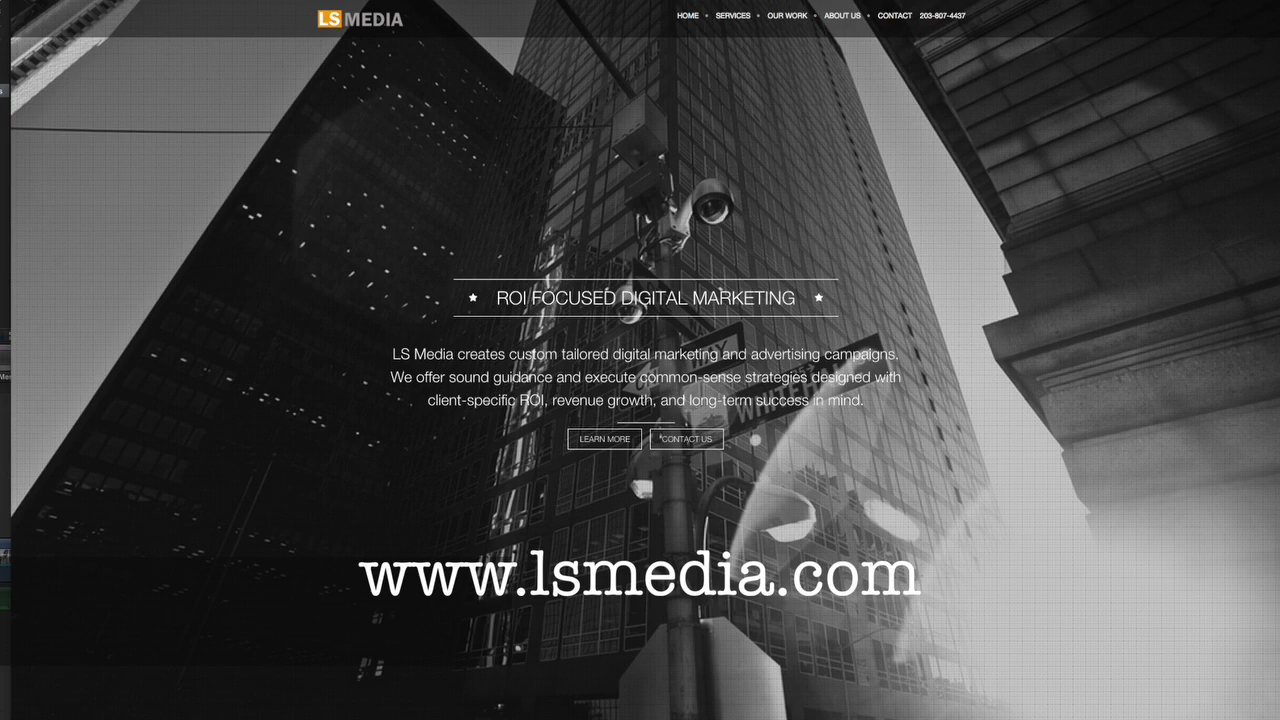 LS MEDIA
HOME • SERVICES • OUR WORK • ABOUT US • CONTACT 203-807-4437
★ ROI FOCUSED DIGITAL MARKETING ★
LS Media creates custom tailored digital marketing and advertising campaigns.
We offer sound guidance and execute common-sense strategies designed with
client-specific ROI, revenue growth, and long-term success in mind.
LEARN MORE CONTACT US
www.lsmedia.com